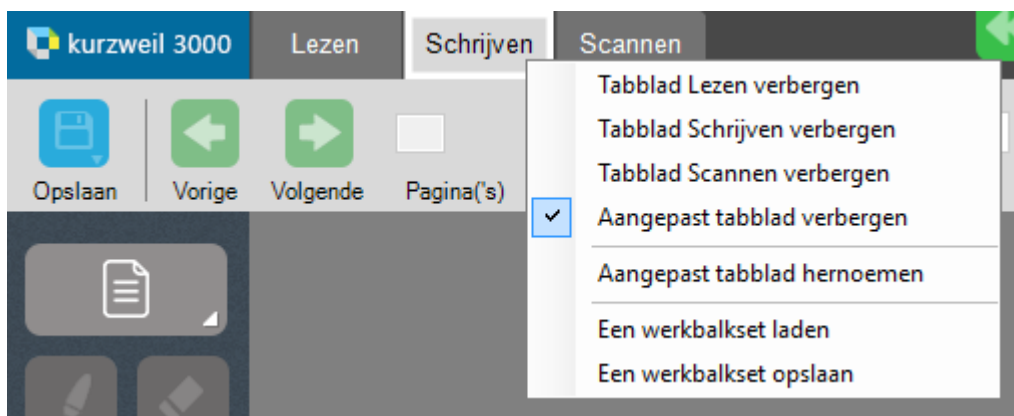 kurzweil 3000 Lezen Schrijven Scannen
Tabblad Lezen verbergen
Tabblad Schrijven verbergen
Tabblad Scannen verbergen
Aangepast tabblad verbergen
Aangepast tabblad hernoemen
Een werkbalkset laden
Een werkbalkset opslaan
Opslaan Vorige Volgende Pagina('s)